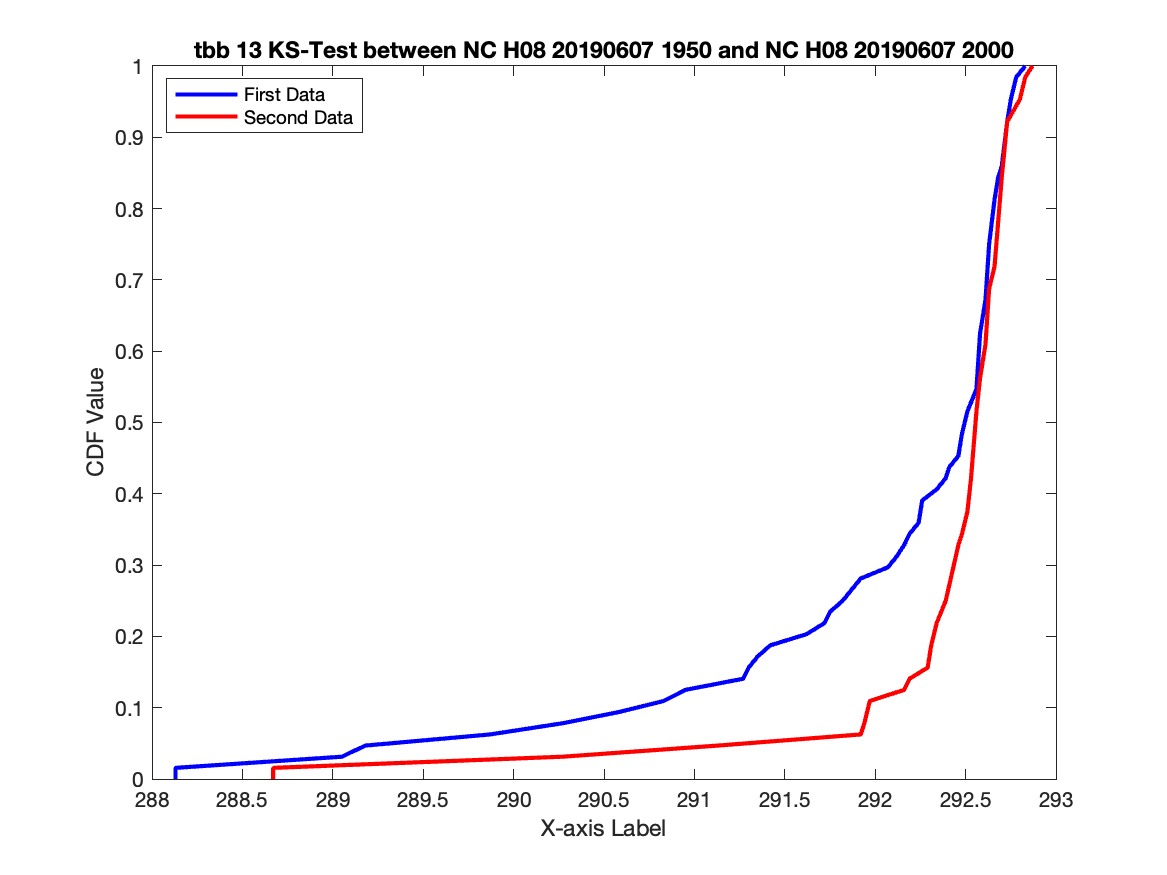 tbb 13 KS-Test between NC H08 20190607 1950 and NC H08 20190607 2000
First Data
Second Data
1
0.9
0.8
0.7
0.6
0.5
0.4
0.3
0.2
0.1
0
CDF Value
288 288.5 289 289.5 290 290.5 291 291.5 292 292.5 293
X-axis Label